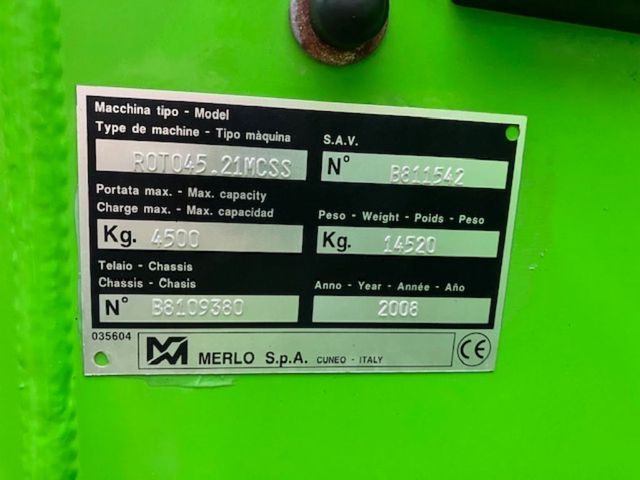 Macchina tipo - Model
Type de machine - Tipo màquina
ROTO45.21MCSS
S.A.V.
N° B811542
Portata max. - Max. capacity
Charge max. - Max. capacidad
Kg. 4500
Peso - Weight - Poids - Peso
Kg. 14520
Telaio - Chassis
Chassis - Chasis
N° B8109380
Anno - Year - Année - Año
2008
035604
MERLO S.p.A. CUNEO - ITALY
CE